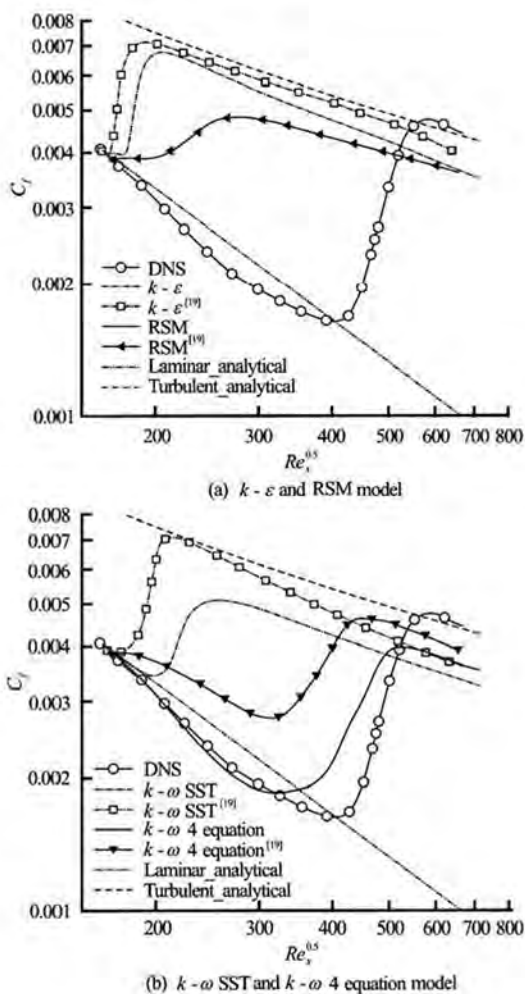 0.008
0.007
0.006
0.005
0.004
0.003
0.002
0.001
C_f
DNS
k - ε
k - ε[19]
RSM
RSM[19]
Laminar_analytical
Turbulent_analytical
200 300 400 500 600 700 800
Re_x^0.5
(a) k - ε and RSM model
0.008
0.007
0.006
0.005
0.004
0.003
0.002
0.001
C_f
DNS
k - ω SST
k - ω SST[19]
k - ω 4 equation
k - ω 4 equation[19]
Laminar_analytical
Turbulent_analytical
200 300 400 500 600 700 800
Re_x^0.5
(b) k - ω SST and k - ω 4 equation model